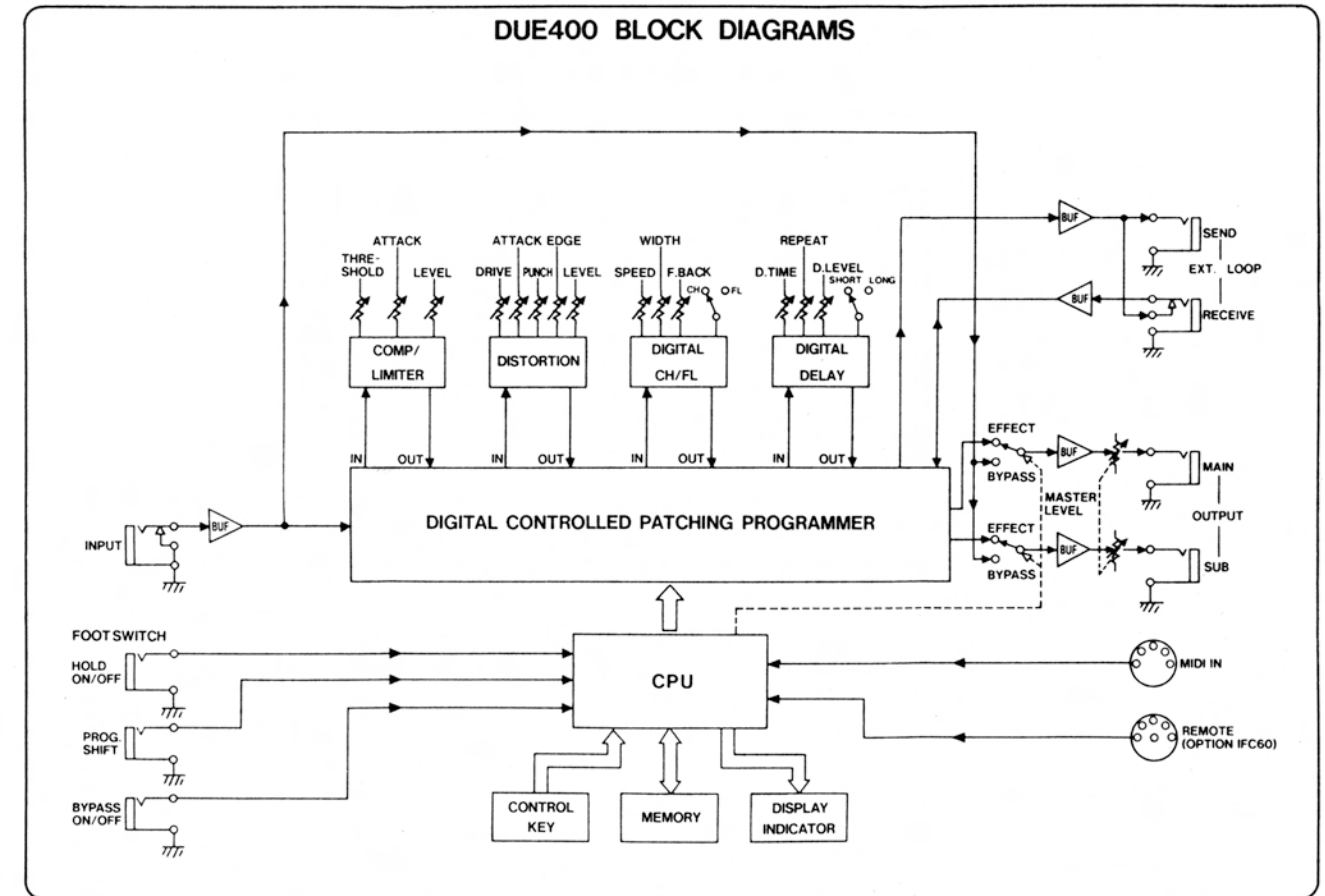 DUE400 BLOCK DIAGRAMS
ATTACK
THRE-
SHOLD
LEVEL
ATTACK EDGE
DRIVE
PUNCH
LEVEL
WIDTH
SPEED
F.BACK
CH
FL
REPEAT
D.TIME
D.LEVEL
SHORT
LONG
COMP/
LIMITER
DISTORTION
DIGITAL
CH/FL
DIGITAL
DELAY
IN
OUT
IN
OUT
IN
OUT
IN
OUT
BUF
SEND
EXT. LOOP
BUF
RECEIVE
EFFECT
BYPASS
BUF
MAIN
MASTER
LEVEL
OUTPUT
EFFECT
BYPASS
BUF
SUB
INPUT
BUF
DIGITAL CONTROLLED PATCHING PROGRAMMER
FOOT SWITCH
HOLD
ON/OFF
PROG.
SHIFT
BYPASS
ON/OFF
CPU
MIDI IN
REMOTE
(OPTION IFC60)
CONTROL
KEY
MEMORY
DISPLAY
INDICATOR